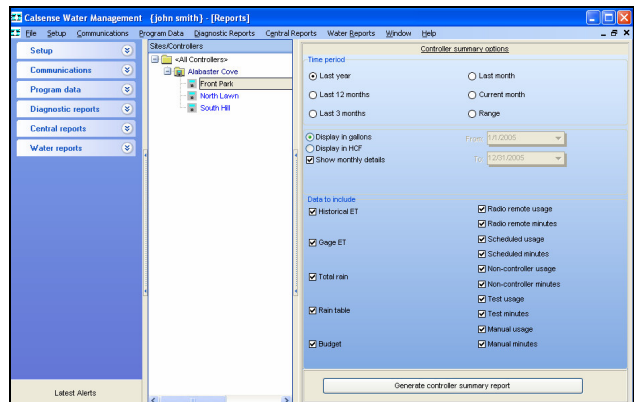 Calsense Water Management {john smith} - [Reports]
File Setup Communications Program Data Diagnostic Reports Central Reports Water Reports Window Help
Setup
Communications
Program data
Diagnostic reports
Central reports
Water reports
Latest Alerts
Sites/Controllers
<All Controllers>
Alabaster Cove
Front Park
North Lawn
South Hill
Controller summary options
Time period
Last year
Last month
Last 12 months
Current month
Last 3 months
Range
Display in gallons
From: 1/1/2005
Display in HCF
Show monthly details
To: 12/31/2005
Data to include
Historical ET
Radio remote usage
Radio remote minutes
Gage ET
Scheduled usage
Scheduled minutes
Total rain
Non-controller usage
Non-controller minutes
Rain table
Test usage
Test minutes
Manual usage
Budget
Manual minutes
Generate controller summary report